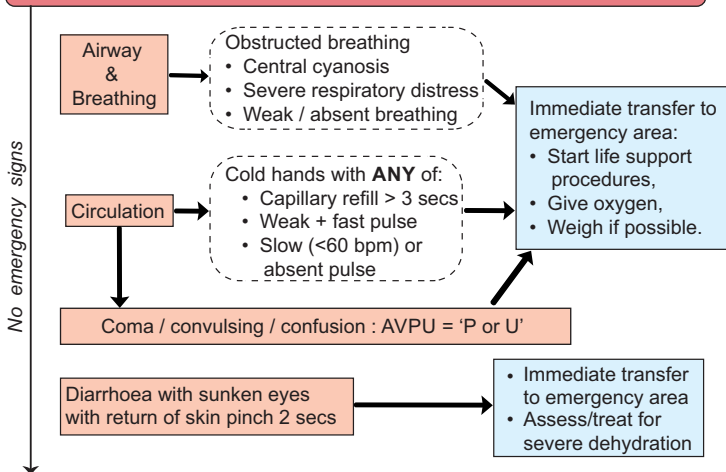 No emergency signs
Airway
&
Breathing
Obstructed breathing
• Central cyanosis
• Severe respiratory distress
• Weak / absent breathing
Immediate transfer to
emergency area:
• Start life support
procedures,
• Give oxygen,
• Weigh if possible.
Circulation
Cold hands with ANY of:
• Capillary refill > 3 secs
• Weak + fast pulse
• Slow (<60 bpm) or
absent pulse
Coma / convulsing / confusion : AVPU = ‘P or U’
Diarrhoea with sunken eyes
with return of skin pinch 2 secs
• Immediate transfer
to emergency area
• Assess/treat for
severe dehydration